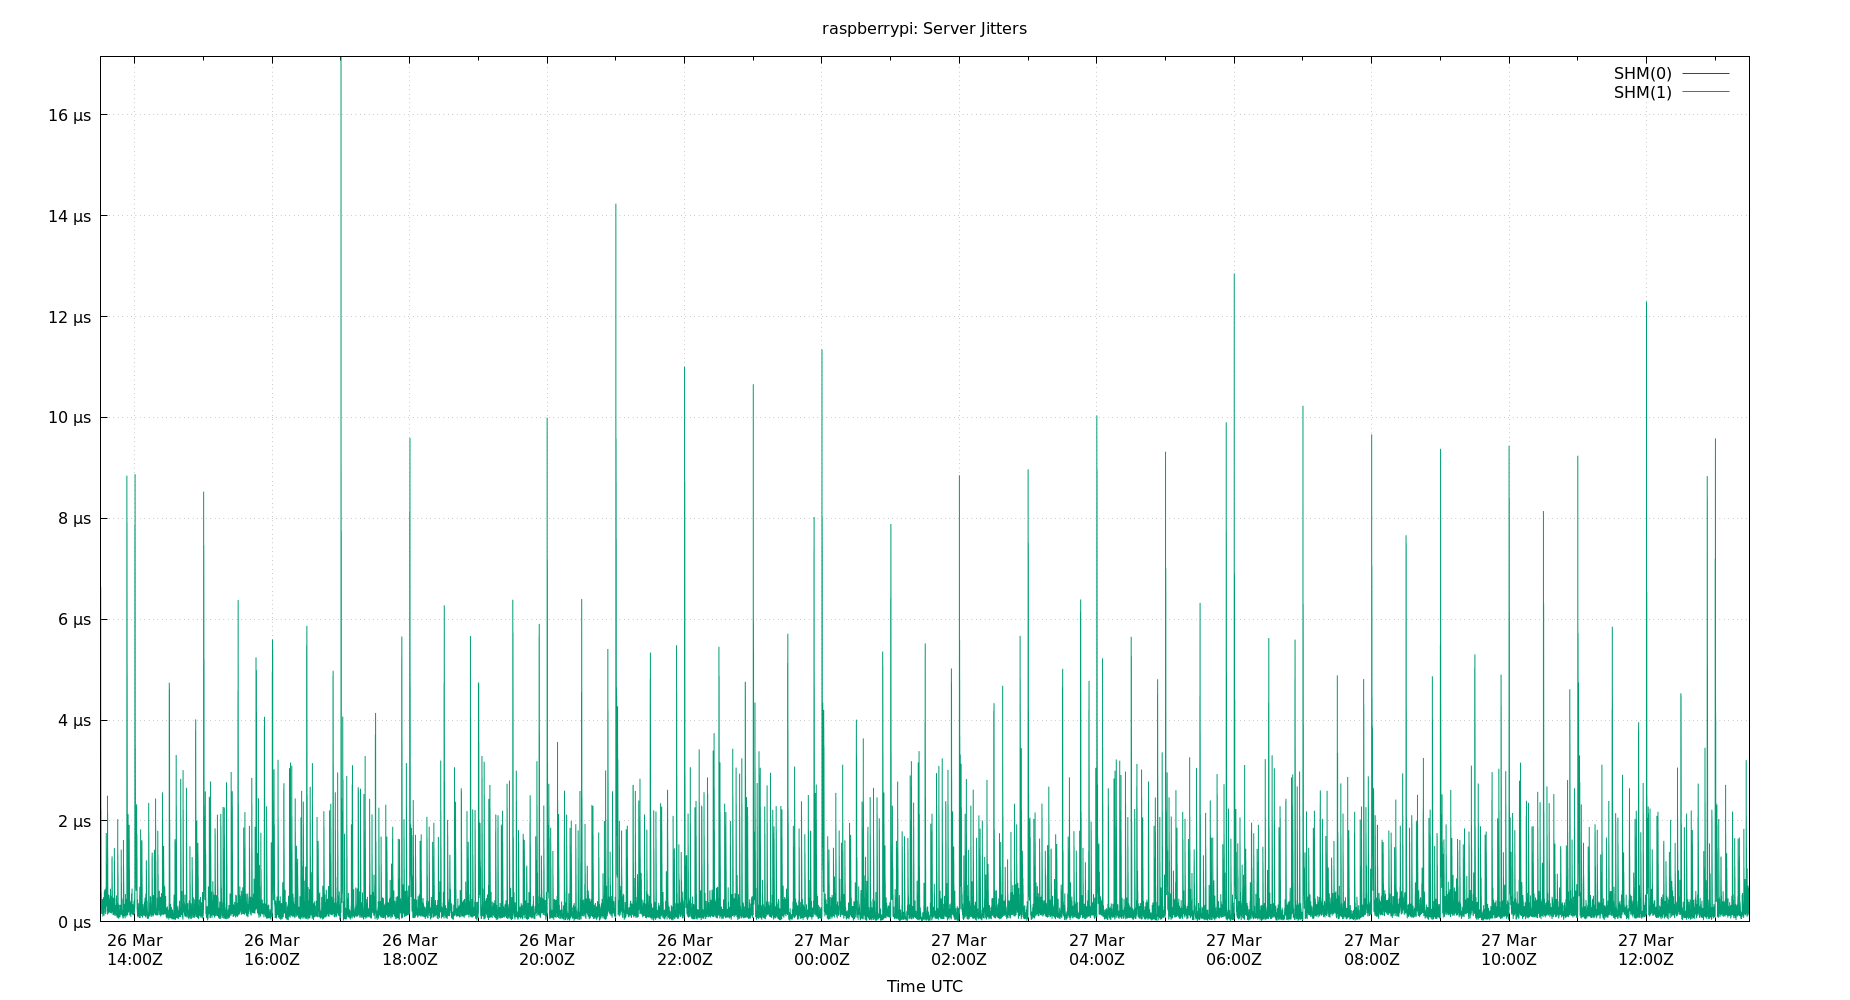 raspberrypi: Server Jitters
SHM(0)
SHM(1)
16 μs
14 μs
12 μs
10 μs
8 μs
6 μs
4 μs
2 μs
0 μs
26 Mar 26 Mar 26 Mar 26 Mar 26 Mar 27 Mar 27 Mar 27 Mar 27 Mar 27 Mar 27 Mar 27 Mar
14:00Z 16:00Z 18:00Z 20:00Z 22:00Z 00:00Z 02:00Z 04:00Z 06:00Z 08:00Z 10:00Z 12:00Z
Time UTC